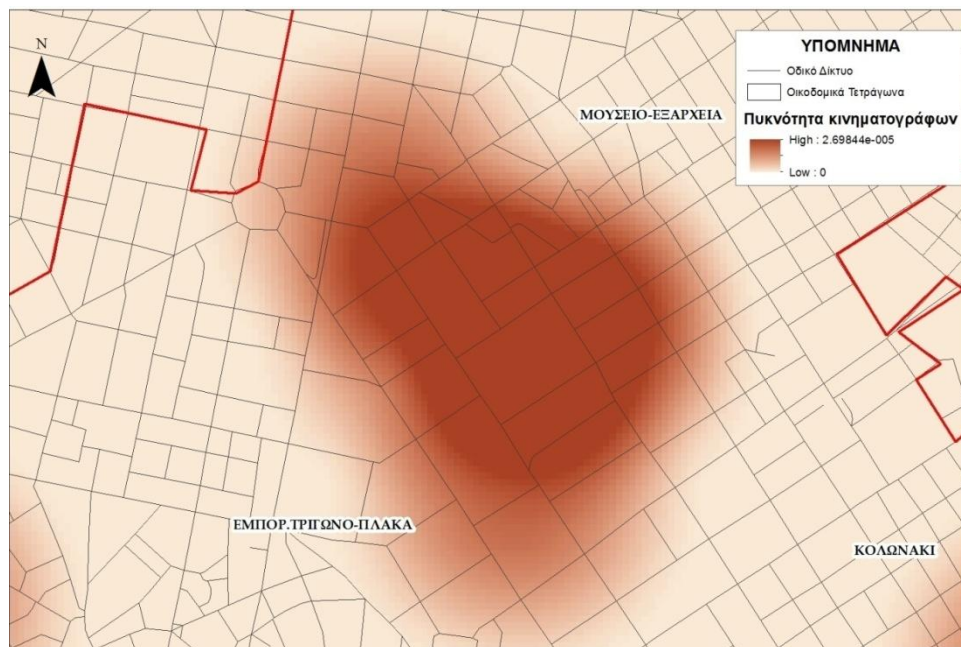 N
ΥΠΟΜΝΗΜΑ
Οδικό Δίκτυο
Οικοδομικά Τετράγωνα
Πυκνότητα κινηματογράφων
High : 2.69844e-005
Low : 0
ΜΟΥΣΕΙΟ-ΕΞΑΡΧΕΙΑ
ΕΜΠΟΡ.ΤΡΙΓΩΝΟ-ΠΛΑΚΑ
ΚΟΛΩΝΑΚΙ